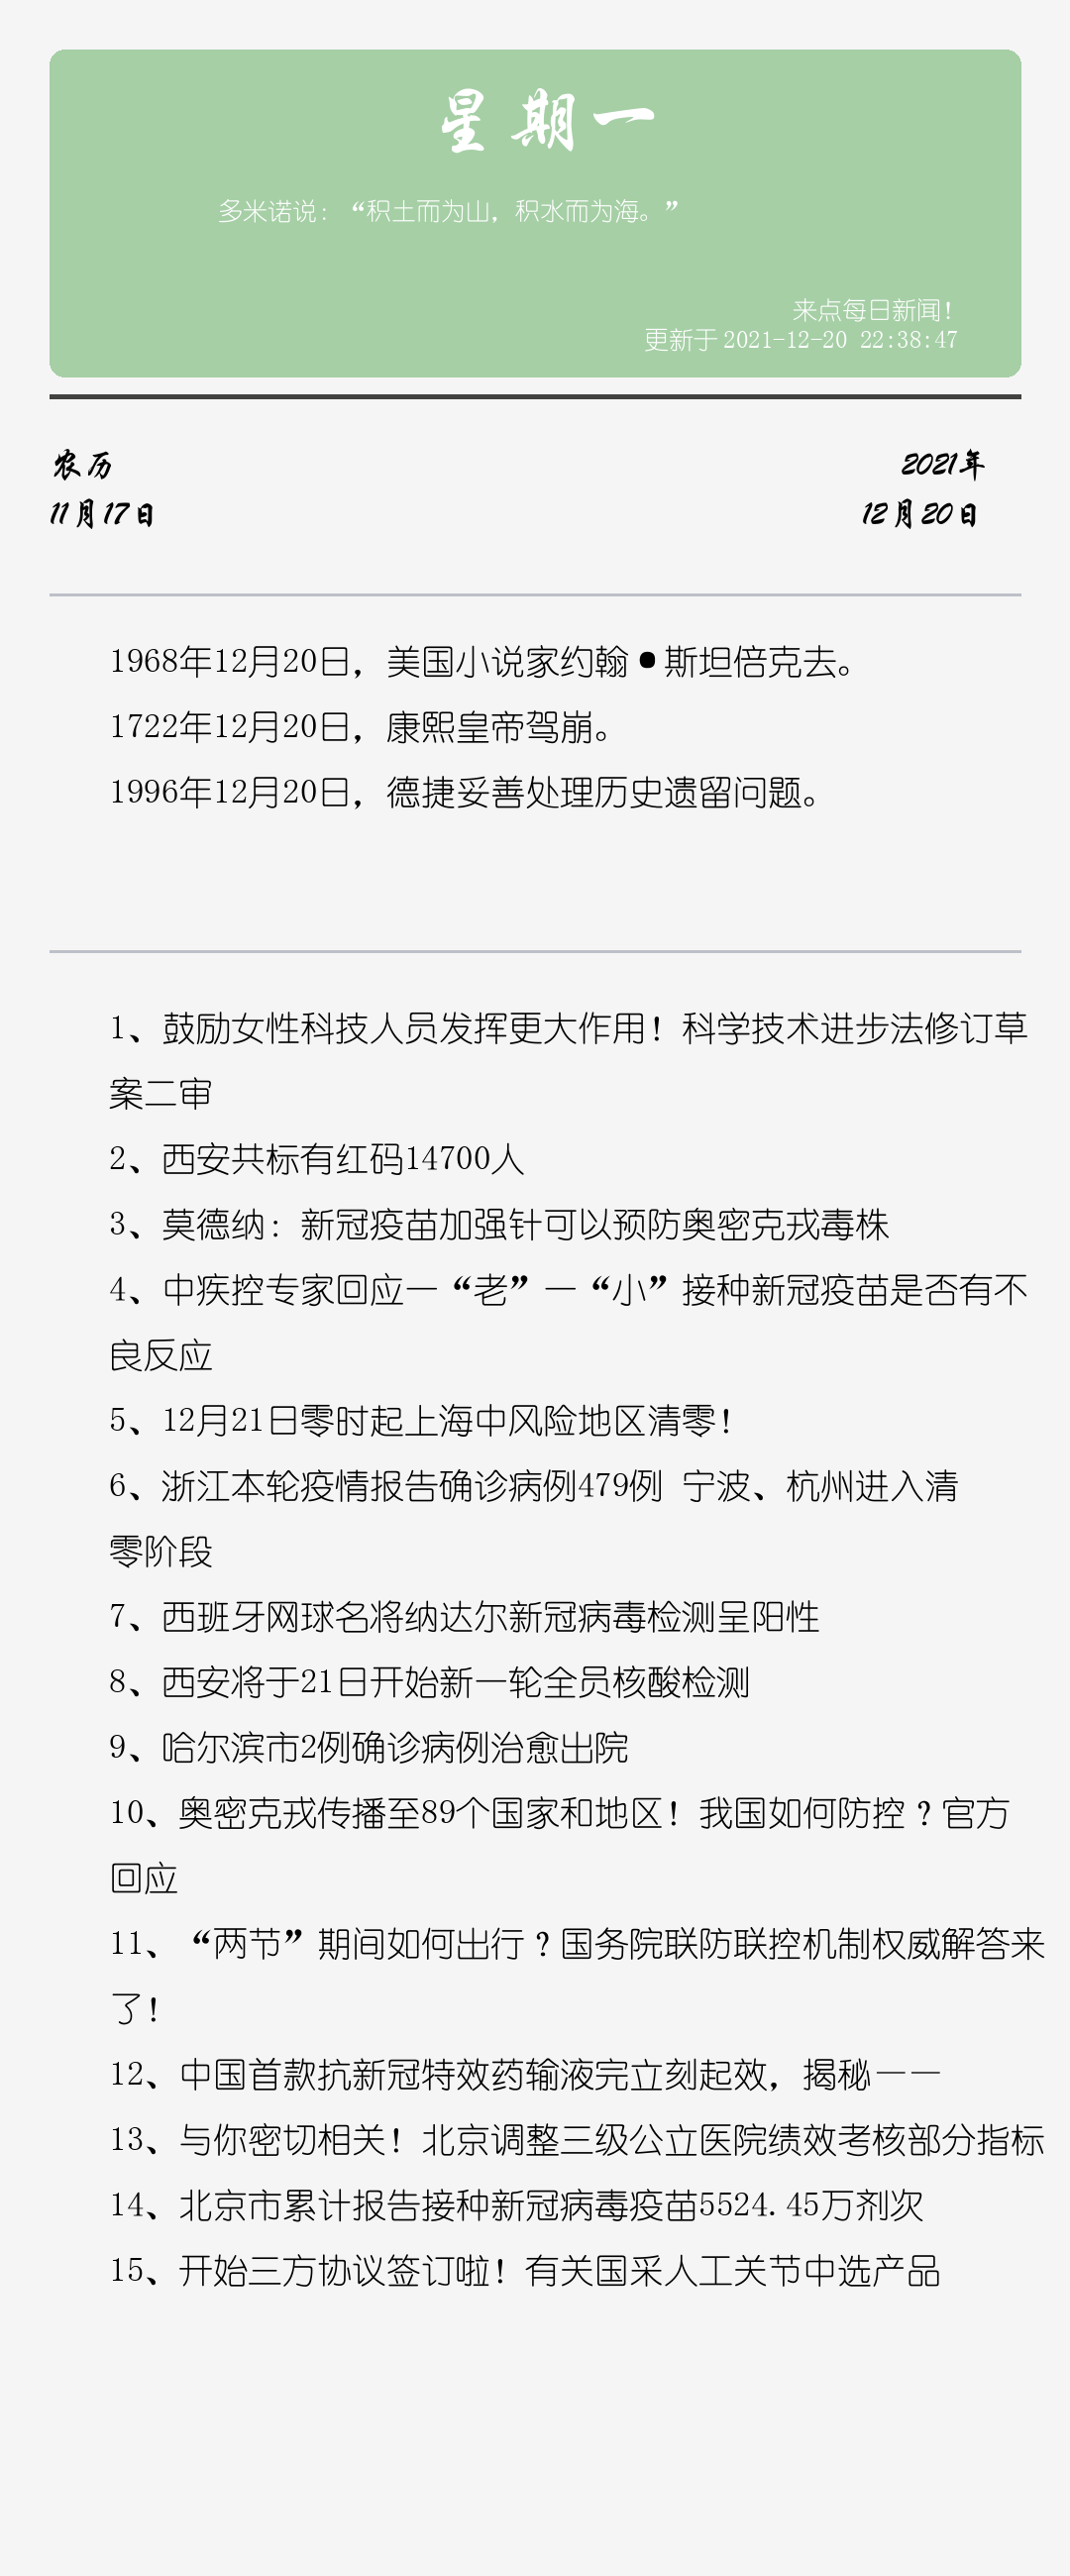 星期一
多米诺说：“积土而为山，积水而为海。”
来点每日新闻！
更新于 2021-12-20 22:38:47
农历
2021年
11月17日
12月20日
1968年12月20日，美国小说家约翰•斯坦倍克去。
1722年12月20日，康熙皇帝驾崩。
1996年12月20日，德捷妥善处理历史遗留问题。
1、鼓励女性科技人员发挥更大作用！科学技术进步法修订草
案二审
2、西安共标有红码14700人
3、莫德纳：新冠疫苗加强针可以预防奥密克戎毒株
4、中疾控专家回应一“老”一“小”接种新冠疫苗是否有不
良反应
5、12月21日零时起上海中风险地区清零！
6、浙江本轮疫情报告确诊病例479例 宁波、杭州进入清
零阶段
7、西班牙网球名将纳达尔新冠病毒检测呈阳性
8、西安将于21日开始新一轮全员核酸检测
9、哈尔滨市2例确诊病例治愈出院
10、奥密克戎传播至89个国家和地区！我国如何防控？官方
回应
11、“两节”期间如何出行？国务院联防联控机制权威解答来
了！
12、中国首款抗新冠特效药输液完立刻起效，揭秘——
13、与你密切相关！北京调整三级公立医院绩效考核部分指标
14、北京市累计报告接种新冠病毒疫苗5524.45万剂次
15、开始三方协议签订啦！有关国采人工关节中选产品